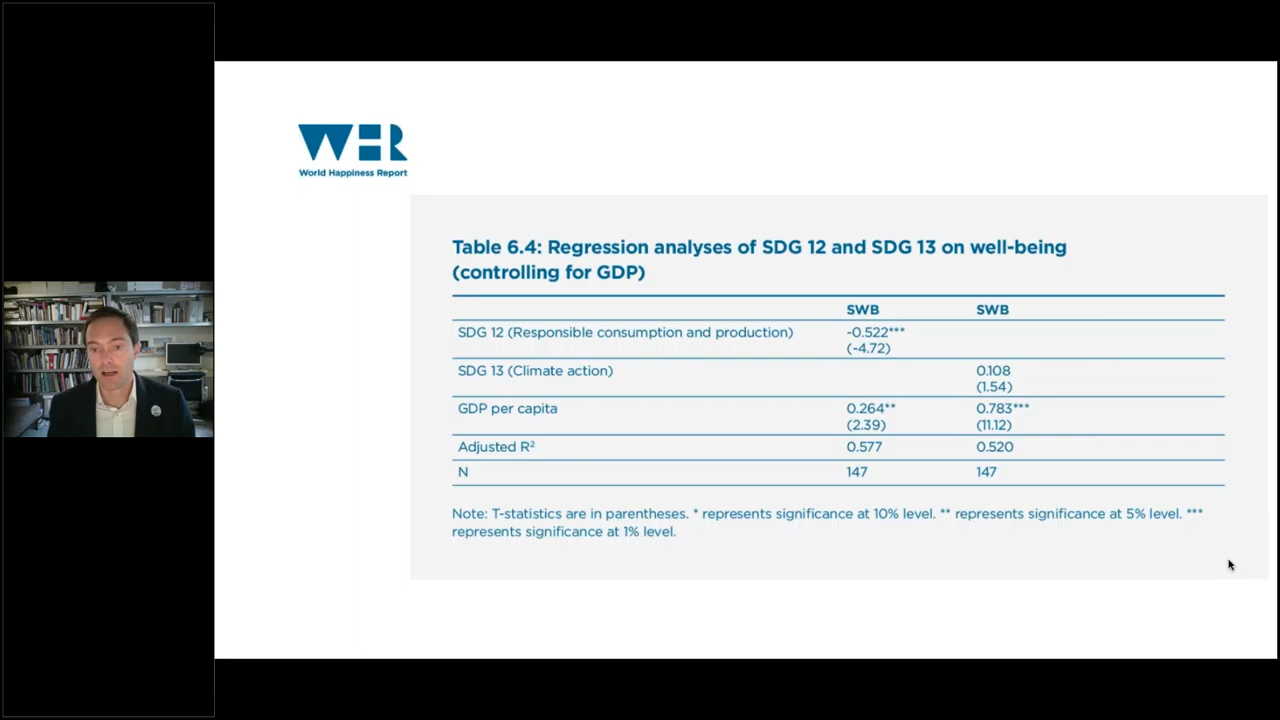 WHR
World Happiness Report
Table 6.4: Regression analyses of SDG 12 and SDG 13 on well-being
(controlling for GDP)
SWB SWB
SDG 12 (Responsible consumption and production) -0.522***
(-4.72)
SDG 13 (Climate action) 0.108
(1.54)
GDP per capita 0.264** 0.783***
(2.39) (11.12)
Adjusted R² 0.577 0.520
N 147 147
Note: T-statistics are in parentheses. * represents significance at 10% level. ** represents significance at 5% level. ***
represents significance at 1% level.